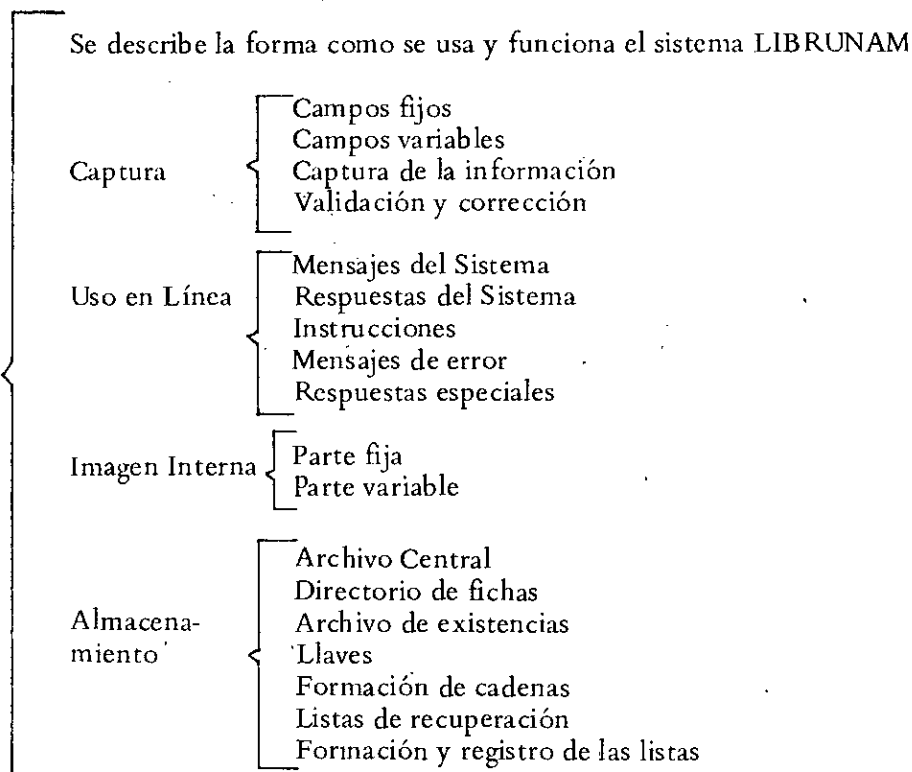 Se describe la forma como se usa y funciona el sistema LIBRUNAM
Captura
Campos fijos
Campos variables
Captura de la información
Validación y corrección
Uso en Línea
Mensajes del Sistema
Respuestas del Sistema
Instrucciones
Mensajes de error
Respuestas especiales
Imagen Interna
Parte fija
Parte variable
Almacena-
miento
Archivo Central
Directorio de fichas
Archivo de existencias
Llaves
Formación de cadenas
Listas de recuperación
Formación y registro de las listas